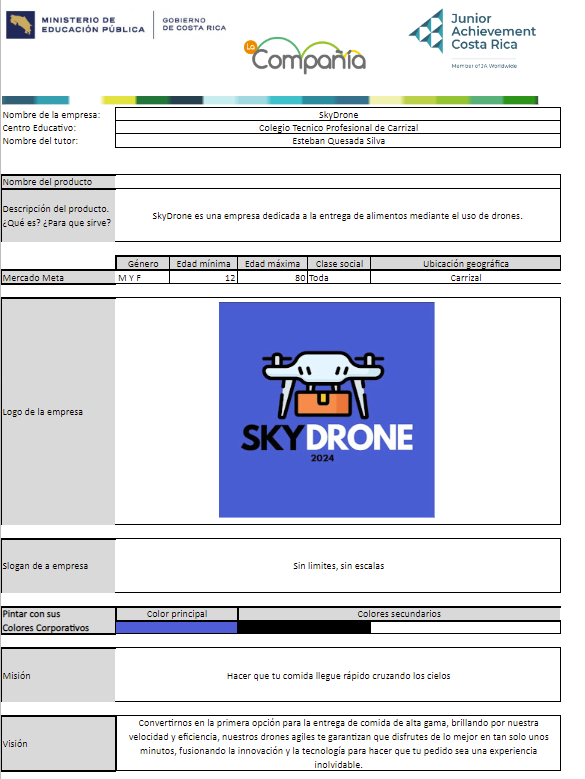 MINISTERIO DE
EDUCACIÓN PÚBLICA
GOBIERNO
DE COSTA RICA
La
Compañía
Junior
Achievement
Costa Rica
Member of JA Worldwide
Nombre de la empresa: SkyDrone
Centro Educativo: Colegio Tecnico Profesional de Carrizal
Nombre del tutor: Esteban Quesada Silva
Nombre del producto
Descripción del producto.
¿Qué es? ¿Para que sirve?
SkyDrone es una empresa dedicada a la entrega de alimentos mediante el uso de drones.
Género Edad mínima Edad máxima Clase social Ubicación geográfica
Mercado Meta M Y F 12 80 Toda Carrizal
Logo de la empresa
SKYDRONE
2024
Slogan de a empresa Sin limites, sin escalas
Pintar con sus Color principal Colores secundarios
Colores Corporativos
Misión Hacer que tu comida llegue rápido cruzando los cielos
Visión
Convertirnos en la primera opción para la entrega de comida de alta gama, brillando por nuestra
velocidad y eficiencia, nuestros drones agiles te garantizan que disfrutes de lo mejor en tan solo unos
minutos, fusionando la innovación y la tecnología para hacer que tu pedido sea una experiencia
inolvidable.